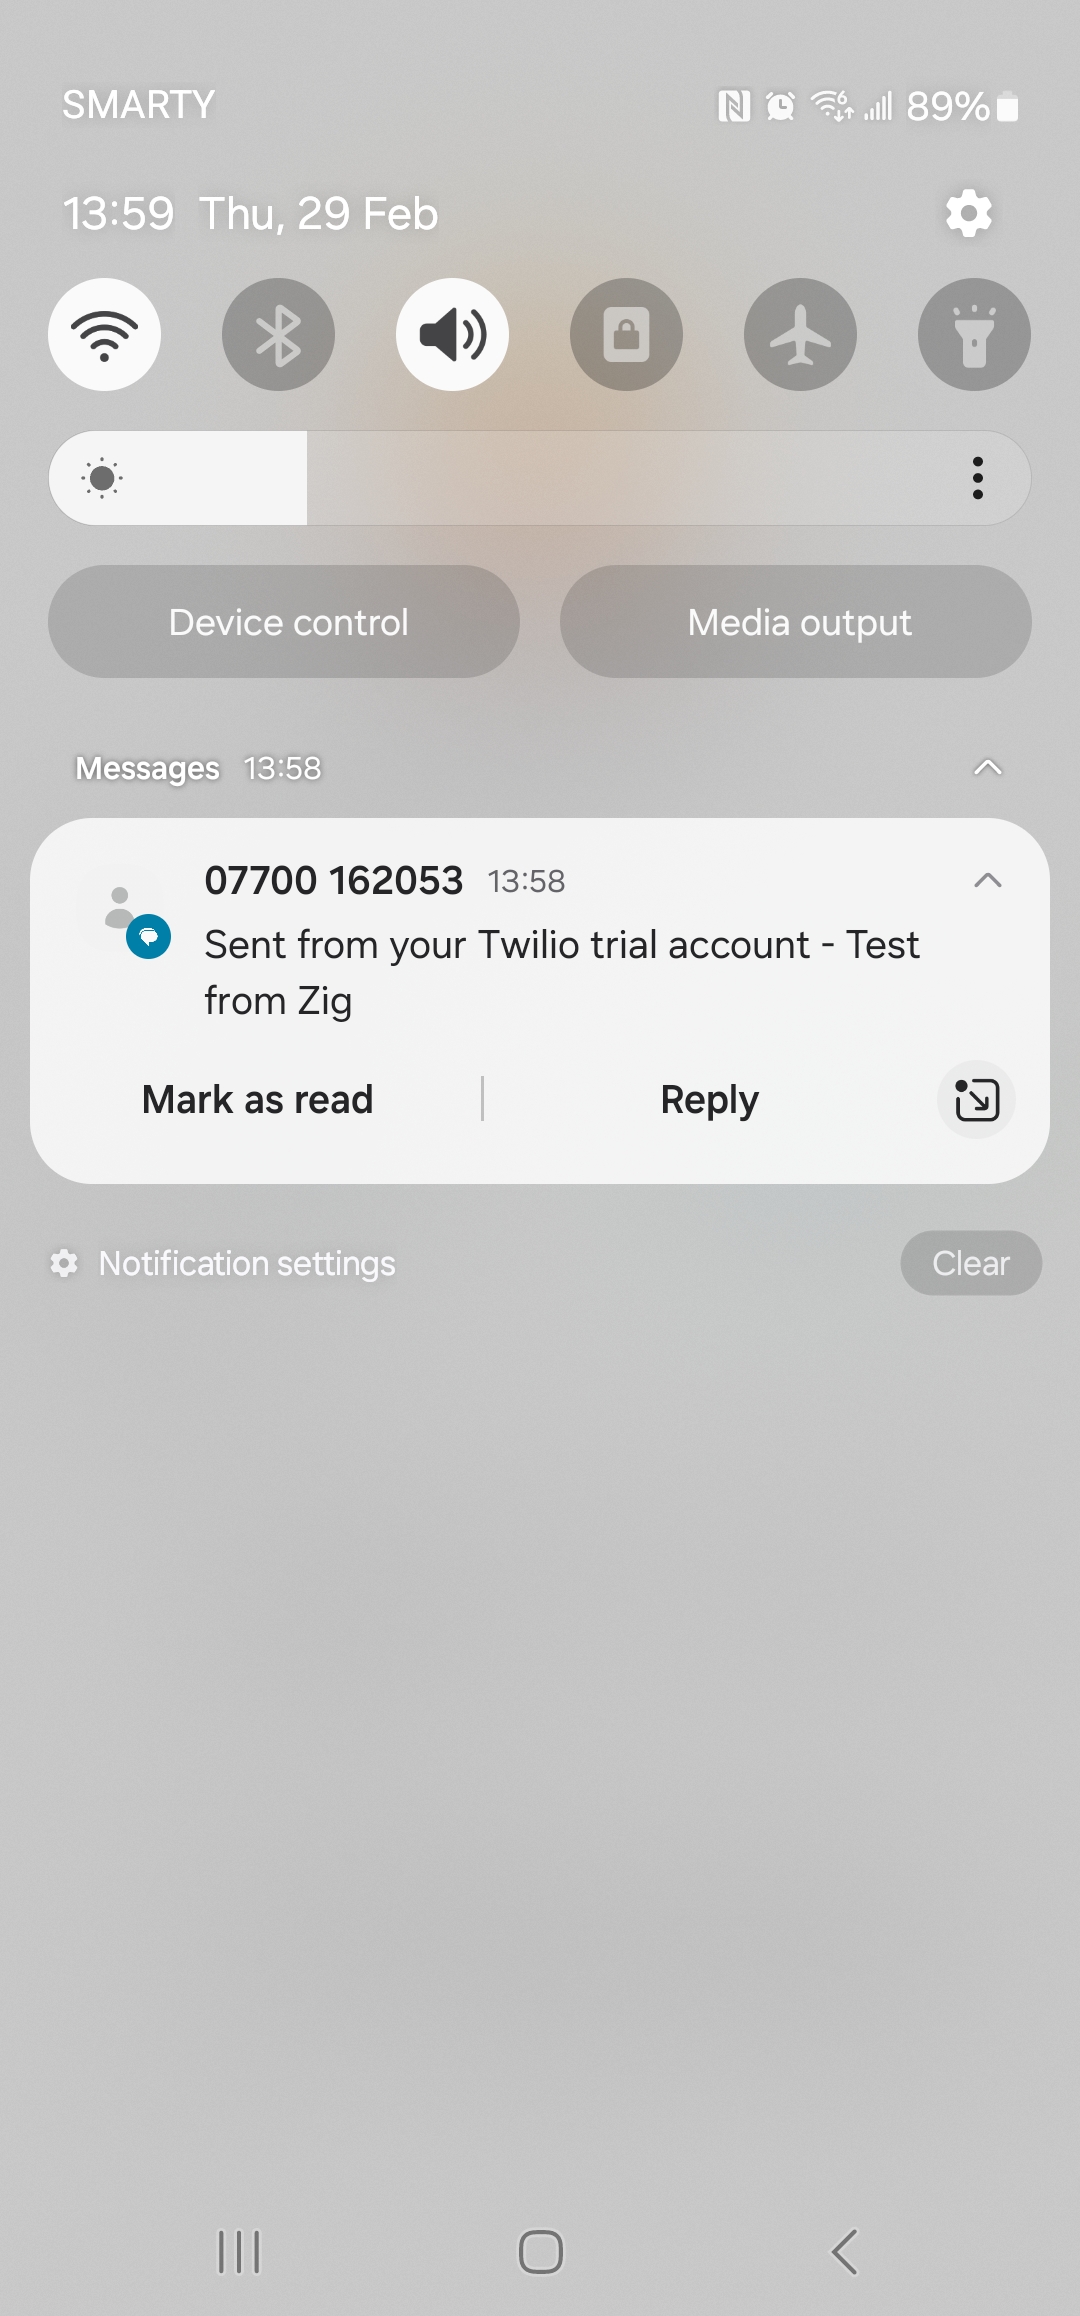 SMARTY 89%
13:59 Thu, 29 Feb
Device control Media output
Messages 13:58
07700 162053 13:58
Sent from your Twilio trial account - Test
from Zig
Mark as read Reply
Notification settings Clear